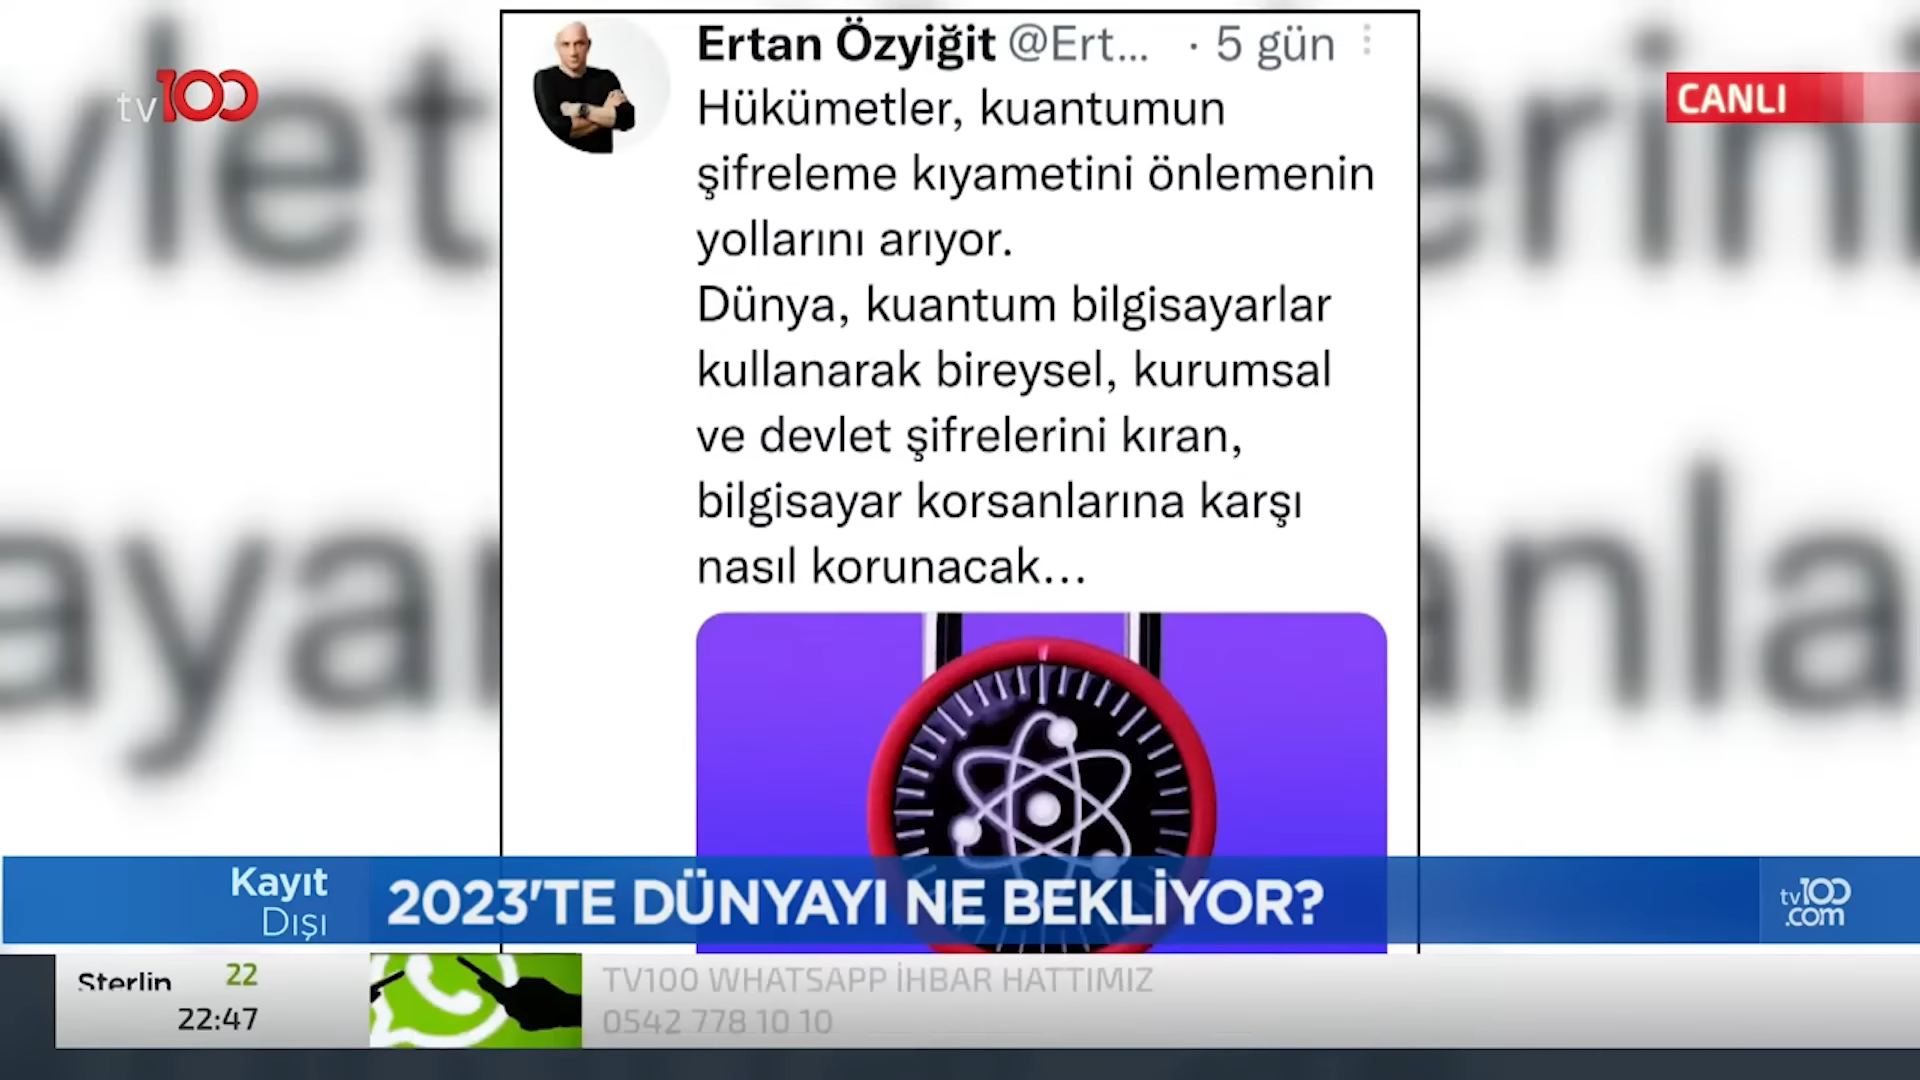 tv100
CANLI
Ertan Özyiğit @Ert... · 5 gün
Hükümetler, kuantumun
şifreleme kıyametini önlemenin
yollarını arıyor.
Dünya, kuantum bilgisayarlar
kullanarak bireysel, kurumsal
ve devlet şifrelerini kıran,
bilgisayar korsanlarına karşı
nasıl korunacak...
Kayıt
Dışı
2023'TE DÜNYAYI NE BEKLİYOR?
tv100
.com
Sterlin 22
22:47
TV100 WHATSAPP İHBAR HATTIMIZ
0542 778 10 10